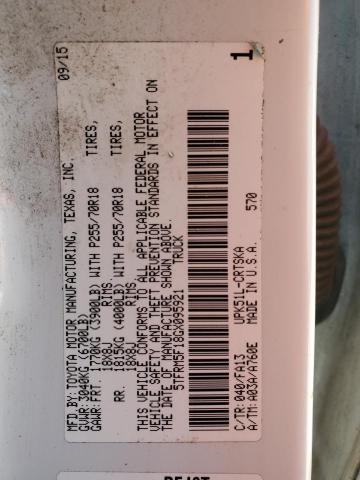 MFD.BY:TOYOTA MOTOR MANUFACTURING, TEXAS, INC. 09/15
GVWR:3040KG (6700LB)
GAWR:FRT. 1770KG (3900LB) WITH P255/70R18 TIRES,
18X8J RIMS
RR. 1815KG (4000LB) WITH P255/70R18 TIRES,
18X8J RIMS
THIS VEHICLE CONFORMS TO ALL APPLICABLE FEDERAL MOTOR
VEHICLE SAFETY AND THEFT PREVENTION STANDARDS IN EFFECT ON
THE DATE OF MANUFACTURE SHOWN ABOVE.
5TFRM5F18GX095921 TRUCK
C/TR:040/FA13 UPK51L-CRTSKA
A/TM:A03A/A760E MADE IN U.S.A. 570
1